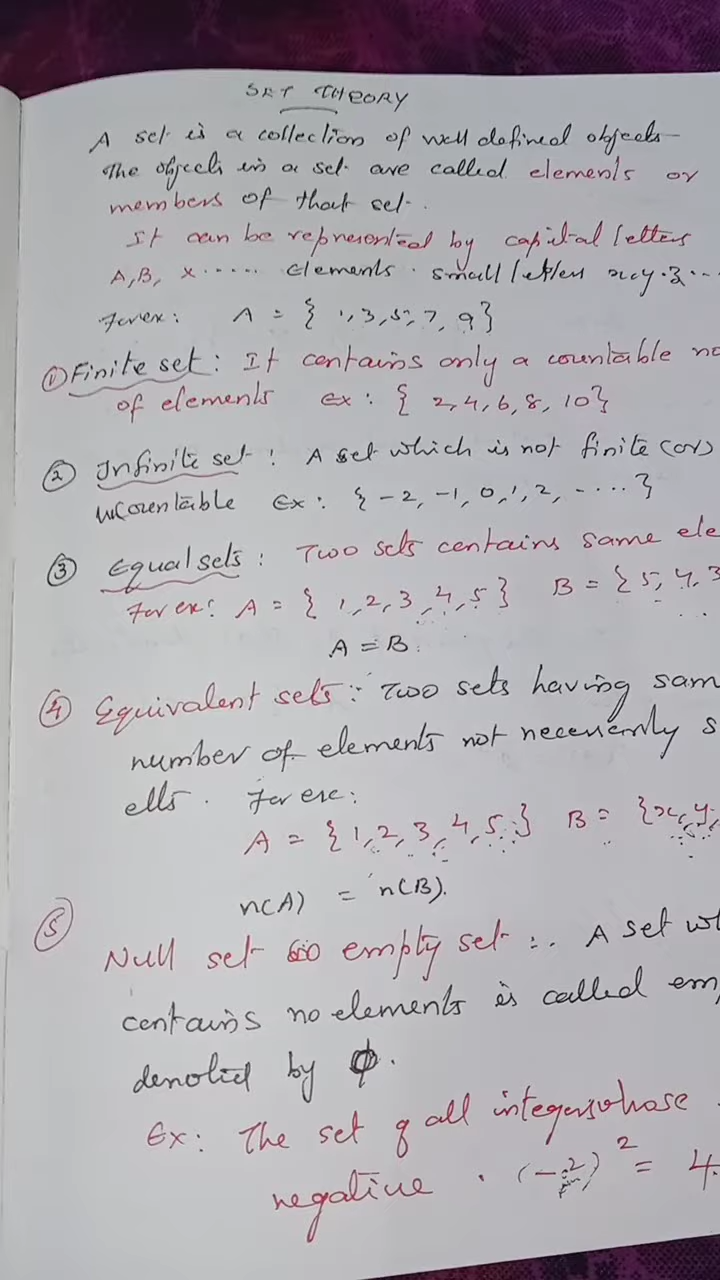 SET THEORY
A set is a collection of well defined objects
The objects in a set are called elements or
members of that set.
It can be represented by capital letters
A, B, X ...... elements . small letters x, y, z ...
For ex: A = { 1, 3, 5, 7, 9}
① Finite set : It contains only a countable no
of elements ex : { 2, 4, 6, 8, 10}
② Infinite set : A set which is not finite (or)
uncountable Ex : {-2, -1, 0, 1, 2, - ....}
③ Equal sets : Two sets contains same ele
For ex: A = { 1, 2, 3, 4, 5 } B = { 5, 4, 3
A = B.
④ Equivalent sets : Two sets having sam
number of elements not necessarily s
ells. For ex:
A = {1, 2, 3, 4, 5 } B = {x, y,
n(A) = n(B).
⑤ Null set empty set : A set wh
contains no elements is called em
denoted by ϕ.
Ex: The set of all integers whose
negative . (-2)² = 4.